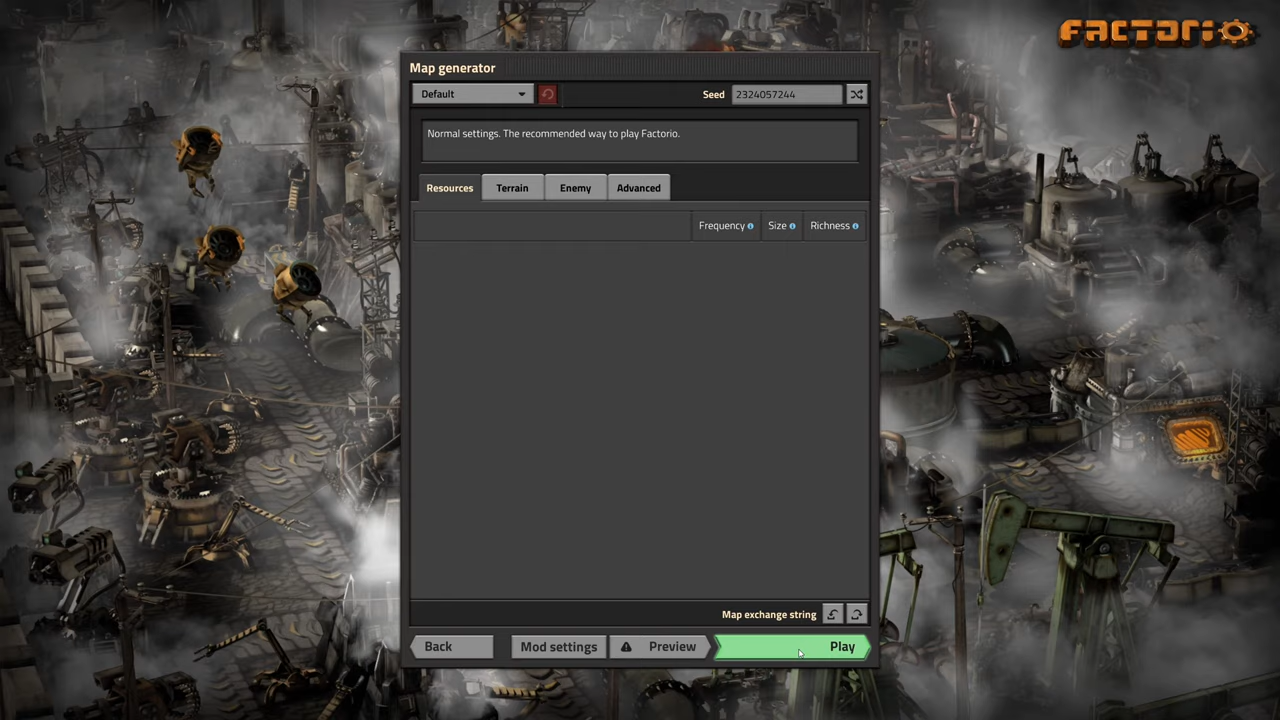 FACTORIO
Map generator
Default
Seed
2324057244
Normal settings. The recommended way to play Factorio.
Resources
Terrain
Enemy
Advanced
Frequency
Size
Richness
Map exchange string
Back
Mod settings
Preview
Play